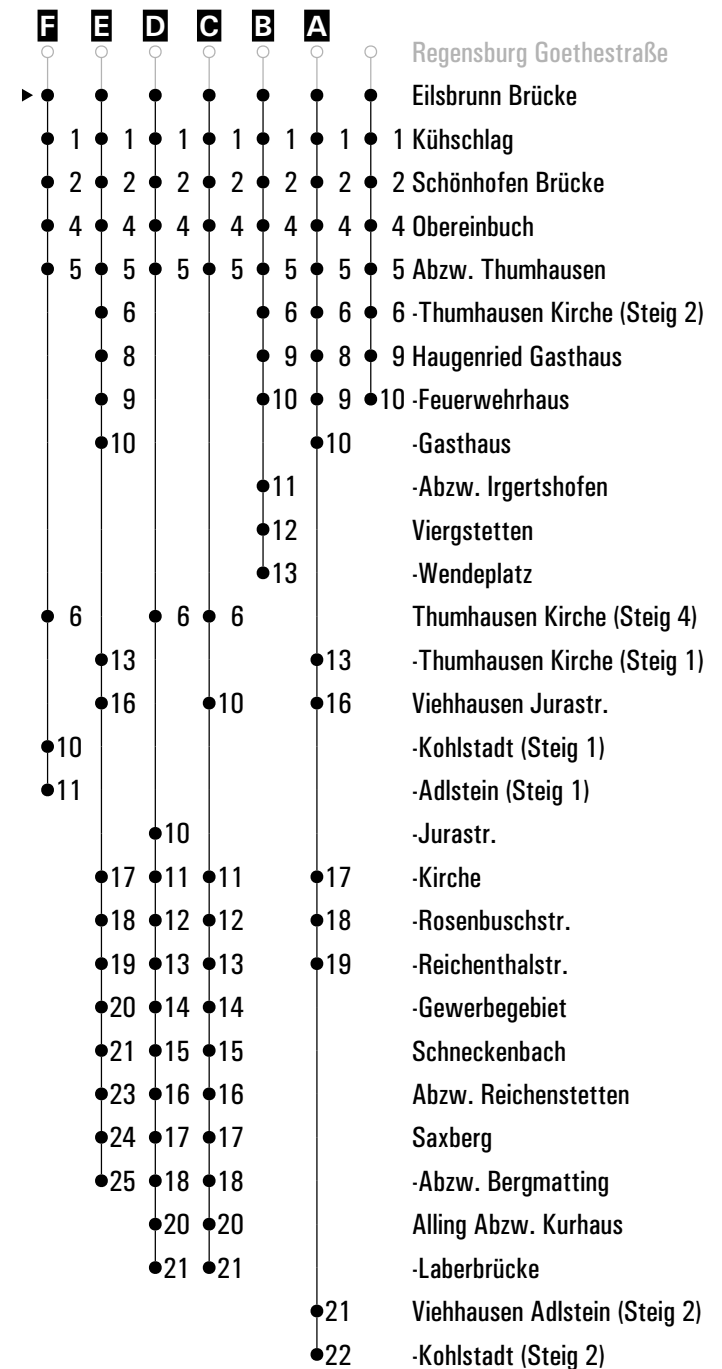 F E D C B A
Regensburg Goethestraße
Eilsbrunn Brücke
1 1 1 1 1 1 1 Kühschlag
2 2 2 2 2 2 2 Schönhofen Brücke
4 4 4 4 4 4 4 Obereinbuch
5 5 5 5 5 5 5 Abzw. Thumhausen
6 6 6 6 -Thumhausen Kirche (Steig 2)
8 9 8 9 Haugenried Gasthaus
9 10 9 10 -Feuerwehrhaus
10 10 -Gasthaus
11 -Abzw. Irgertshofen
12 Viergstetten
13 -Wendeplatz
6 6 6 Thumhausen Kirche (Steig 4)
13 13 -Thumhausen Kirche (Steig 1)
16 10 16 Viehhausen Jurastr.
10 -Kohlstadt (Steig 1)
11 -Adlstein (Steig 1)
10 -Jurastr.
17 11 11 17 -Kirche
18 12 12 18 -Rosenbuschstr.
19 13 13 19 -Reichenthalstr.
20 14 14 -Gewerbegebiet
21 15 15 Schneckenbach
23 16 16 Abzw. Reichenstetten
24 17 17 Saxberg
25 18 18 -Abzw. Bergmatting
20 20 Alling Abzw. Kurhaus
21 21 -Laberbrücke
21 Viehhausen Adlstein (Steig 2)
22 -Kohlstadt (Steig 2)